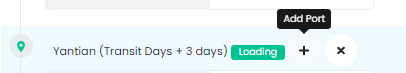 Add Port
Yantian (Transit Days + 3 days) Loading